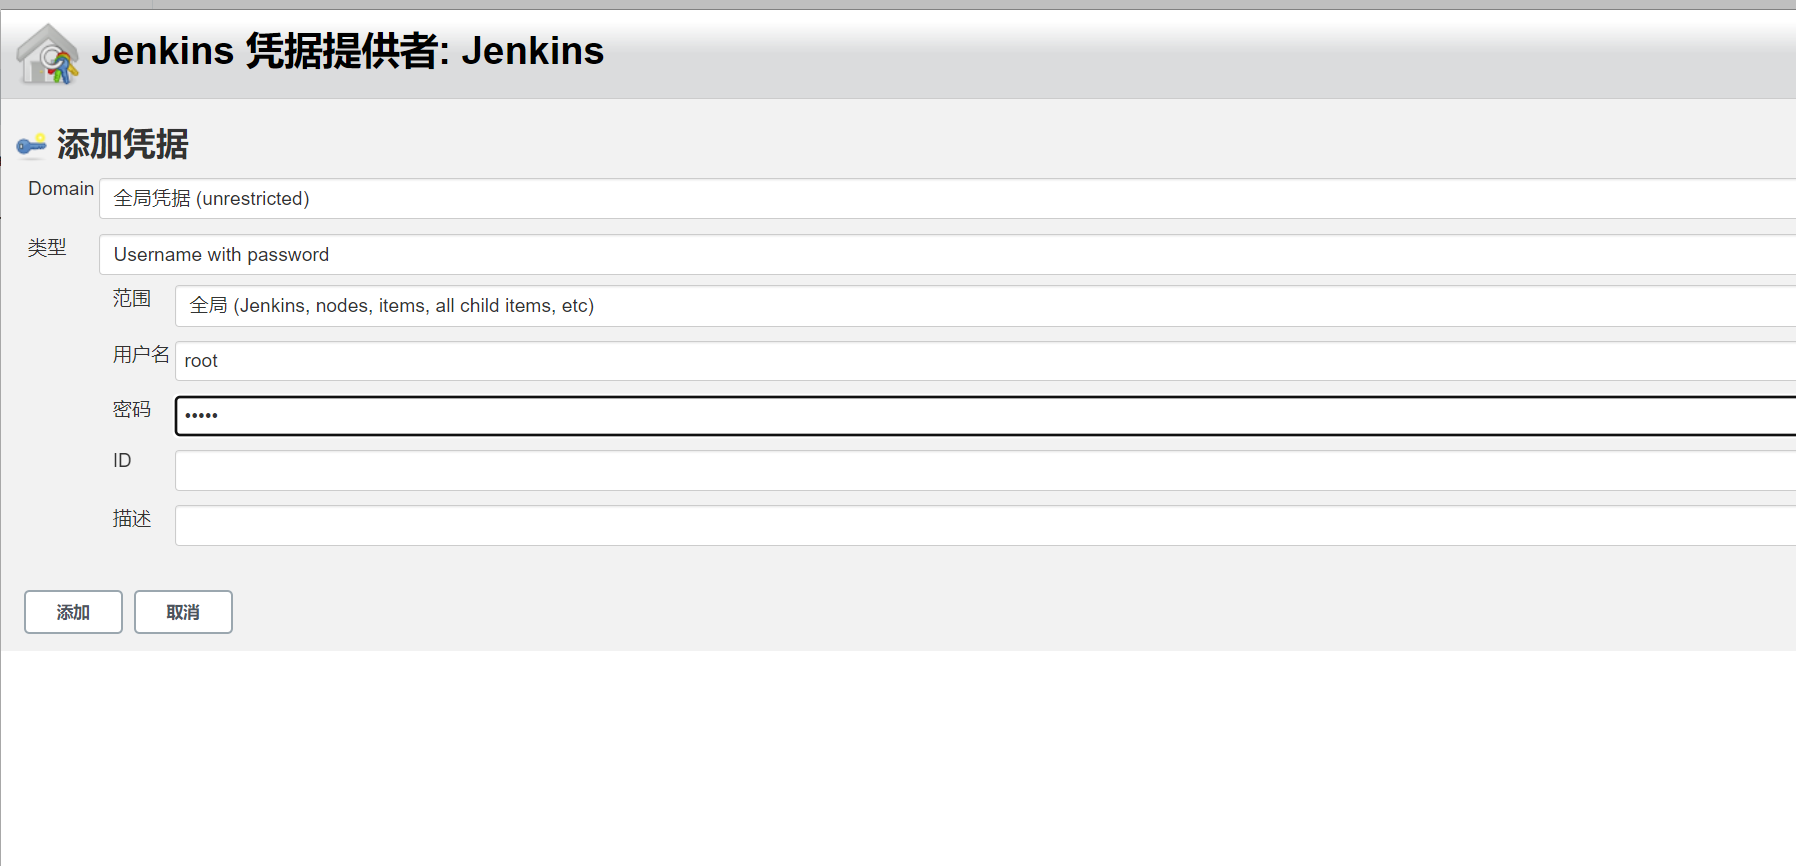 Jenkins 凭据提供者: Jenkins
添加凭据
Domain
全局凭据 (unrestricted)
类型
Username with password
范围
全局 (Jenkins, nodes, items, all child items, etc)
用户名
root
密码
•••••
ID
描述
添加
取消